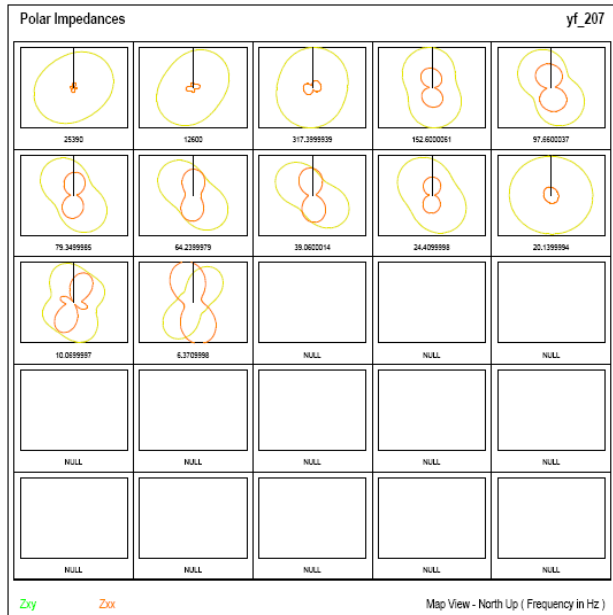 Polar Impedances yf_207
25390 12600 317.3999939 152.6000051 97.6600037
79.3499985 64.2399979 39.0600014 24.4099998 20.1399994
10.0699997 6.3709998 NULL NULL NULL
NULL NULL NULL NULL NULL
NULL NULL NULL NULL NULL
Zxy Zxx Map View - North Up ( Frequency in Hz )